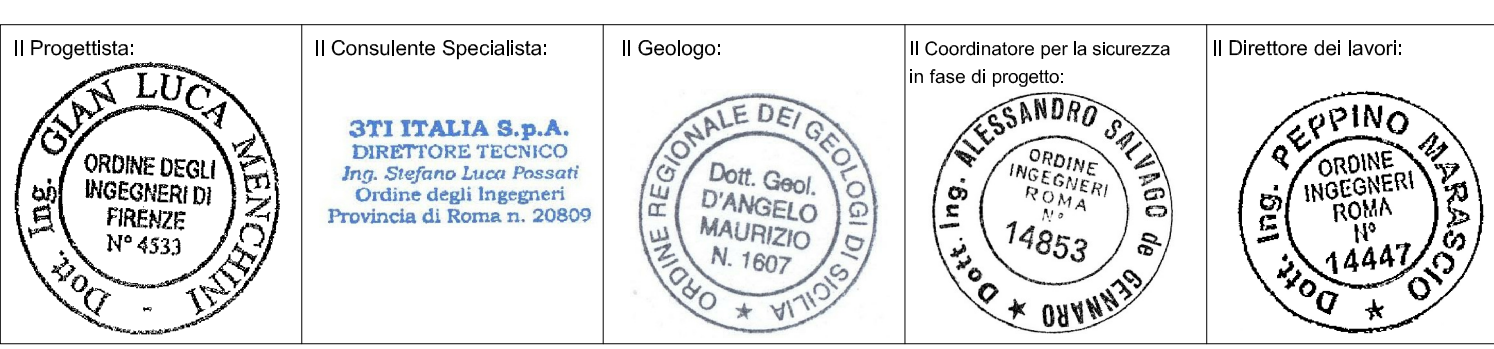 Il Progettista:
Dott. Ing. GIAN LUCA MENCHINI -
ORDINE DEGLI
INGEGNERI DI
FIRENZE
N° 4533
Il Consulente Specialista:
3TI ITALIA S.p.A.
DIRETTORE TECNICO
Ing. Stefano Luca Possati
Ordine degli Ingegneri
Provincia di Roma n. 20809
Il Geologo:
ORDINE REGIONALE DEI GEOLOGI DI SICILIA ★
Dott. Geol.
D'ANGELO
MAURIZIO
N. 1607
Il Coordinatore per la sicurezza
in fase di progetto:
Dott. Ing. ALESSANDRO SALVAGO de GENNARO ★
ORDINE
INGEGNERI
ROMA
N°
14853
Il Direttore dei lavori:
Dott. Ing. PEPPINO MARASCIO ★
ORDINE
INGEGNERI
ROMA
N°
14447